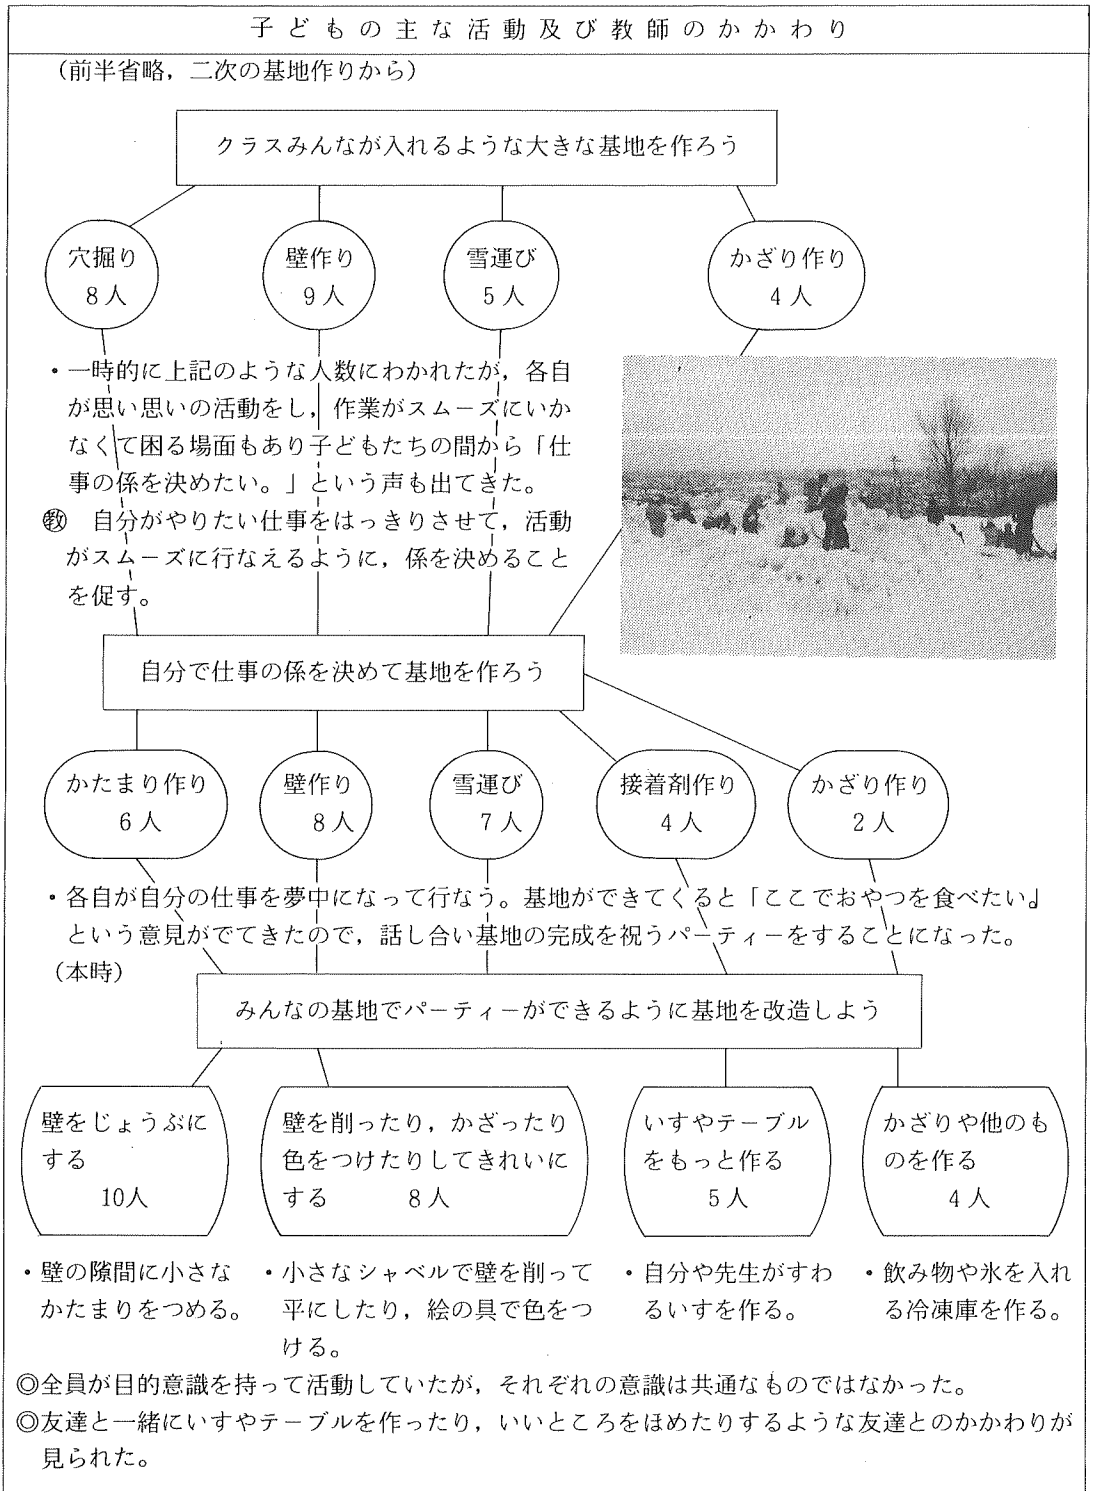 子どもの主な活動及び教師のかかわり
(前半省略,二次の基地作りから)
クラスみんなが入れるような大きな基地を作ろう
穴掘り
8人
壁作り
9人
雪運び
5人
かざり作り
4人
・一時的に上記のような人数にわかれたが,各自
が思い思いの活動をし,作業がスムーズにいか
なくて困る場面もあり子どもたちの間から「仕
事の係を決めたい。」という声も出てきた。
㊙教 自分がやりたい仕事をはっきりさせて,活動
がスムーズに行なえるように,係を決めること
を促す。
自分で仕事の係を決めて基地を作ろう
かたまり作り
6人
壁作り
8人
雪運び
7人
接着剤作り
4人
かざり作り
2人
・各自が自分の仕事を夢中になって行なう。基地ができてくると「ここでおやつを食べたい」
という意見がでてきたので,話し合い基地の完成を祝うパーティーをすることになった。
(本時)
みんなの基地でパーティーができるように基地を改造しよう
壁をじょうぶに
する
10人
壁を削ったり,かざったり
色をつけたりしてきれいに
する 8人
いすやテーブル
をもっと作る
5人
かざりや他のも
のを作る
4人
・壁の隙間に小さな
かたまりをつめる。
・小さなシャベルで壁を削って
平にしたり,絵の具で色をつ
ける。
・自分や先生がすわ
るいすを作る。
・飲み物や氷を入れ
る冷凍庫を作る。
◎全員が目的意識を持って活動していたが,それぞれの意識は共通なものではなかった。
◎友達と一緒にいすやテーブルを作ったり,いいところをほめたりするような友達とのかかわりが
見られた。